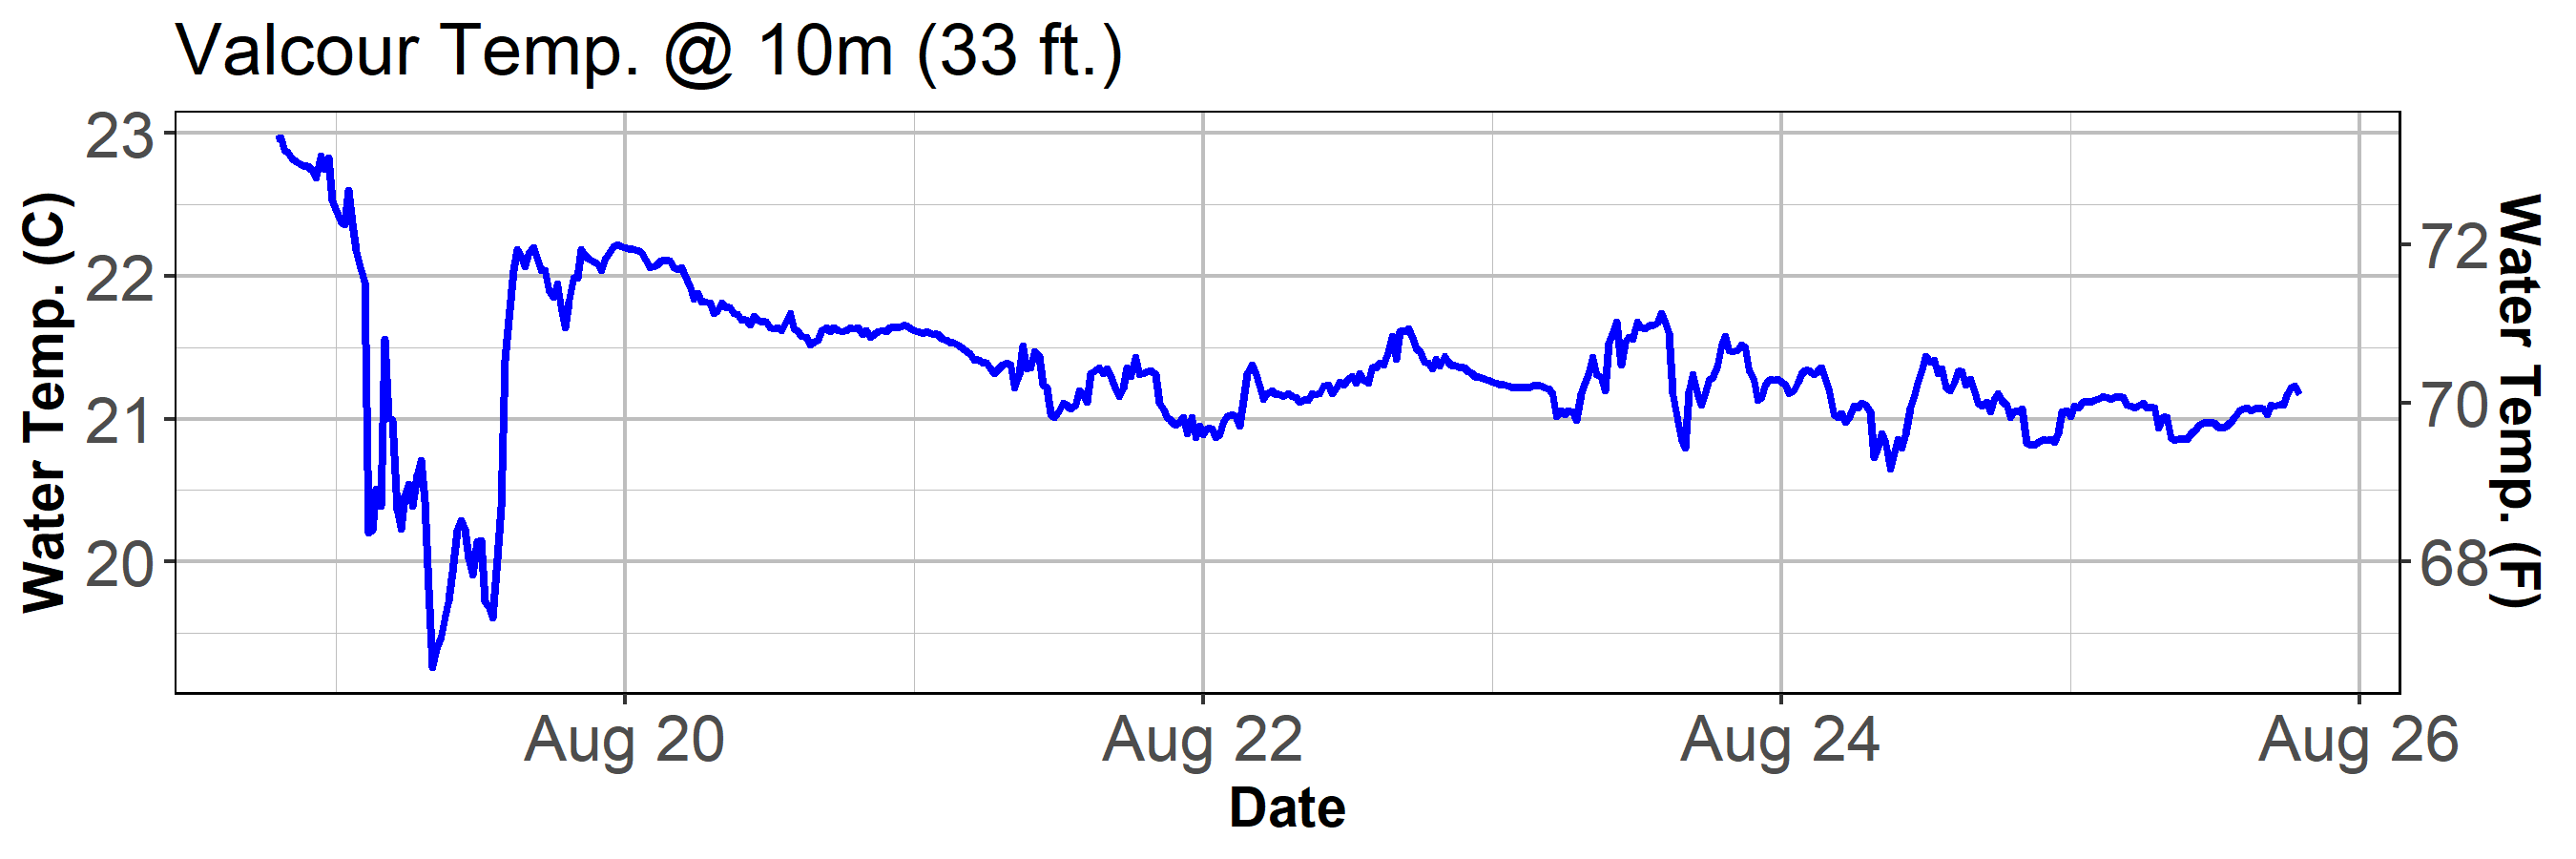 Valcour Temp. @ 10m (33 ft.)
Water Temp. (C)
23
22
21
20
72
70
68
Water Temp. (F)
Aug 20 Aug 22 Aug 24 Aug 26
Date